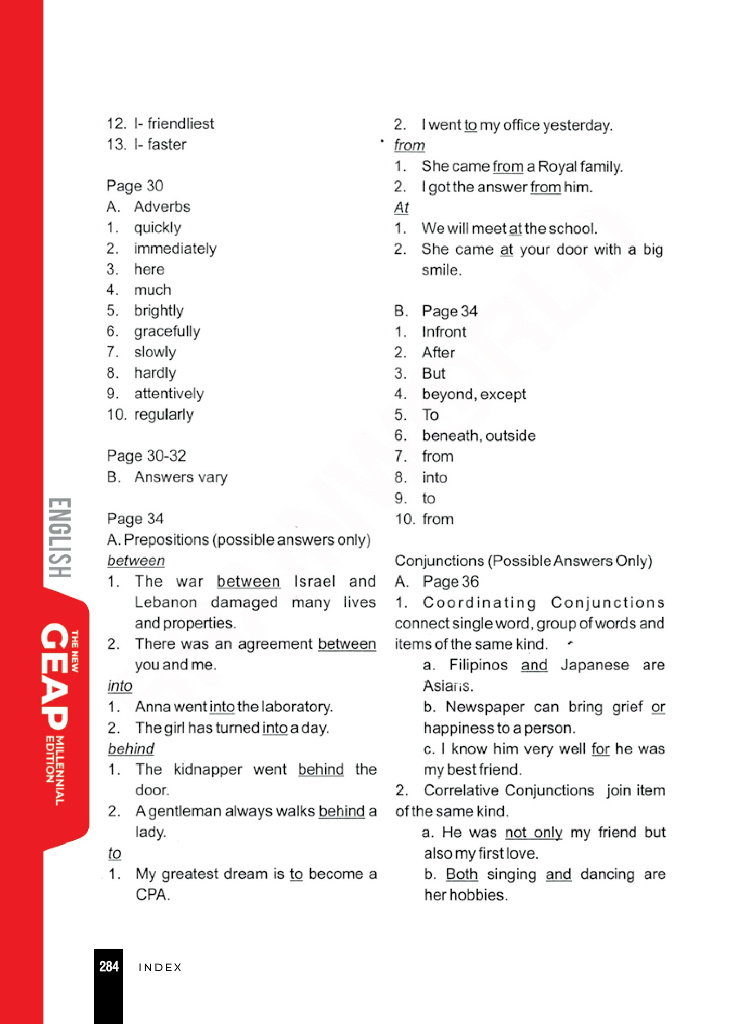 12. I- friendliest
13. I- faster
Page 30
A. Adverbs
1. quickly
2. immediately
3. here
4. much
5. brightly
6. gracefully
7. slowly
8. hardly
9. attentively
10. regularly
Page 30-32
B. Answers vary
Page 34
A. Prepositions (possible answers only)
between
1. The war between Israel and
Lebanon damaged many lives
and properties.
2. There was an agreement between
you and me.
into
1. Anna went into the laboratory.
2. The girl has turned into a day.
behind
1. The kidnapper went behind the
door.
2. A gentleman always walks behind a
lady.
to
1. My greatest dream is to become a
CPA.
2. I went to my office yesterday.
from
1. She came from a Royal family.
2. I got the answer from him.
At
1. We will meet at the school.
2. She came at your door with a big
smile.
B. Page 34
1. Infront
2. After
3. But
4. beyond, except
5. To
6. beneath, outside
7. from
8. into
9. to
10. from
Conjunctions (Possible Answers Only)
A. Page 36
1. Coordinating Conjunctions
connect single word, group of words and
items of the same kind.
a. Filipinos and Japanese are
Asians.
b. Newspaper can bring grief or
happiness to a person.
c. I know him very well for he was
my best friend.
2. Correlative Conjunctions join item
of the same kind.
a. He was not only my friend but
also my first love.
b. Both singing and dancing are
her hobbies.
ENGLISH
THE NEW
GEAP
MILLENNIAL
EDITION
284 INDEX